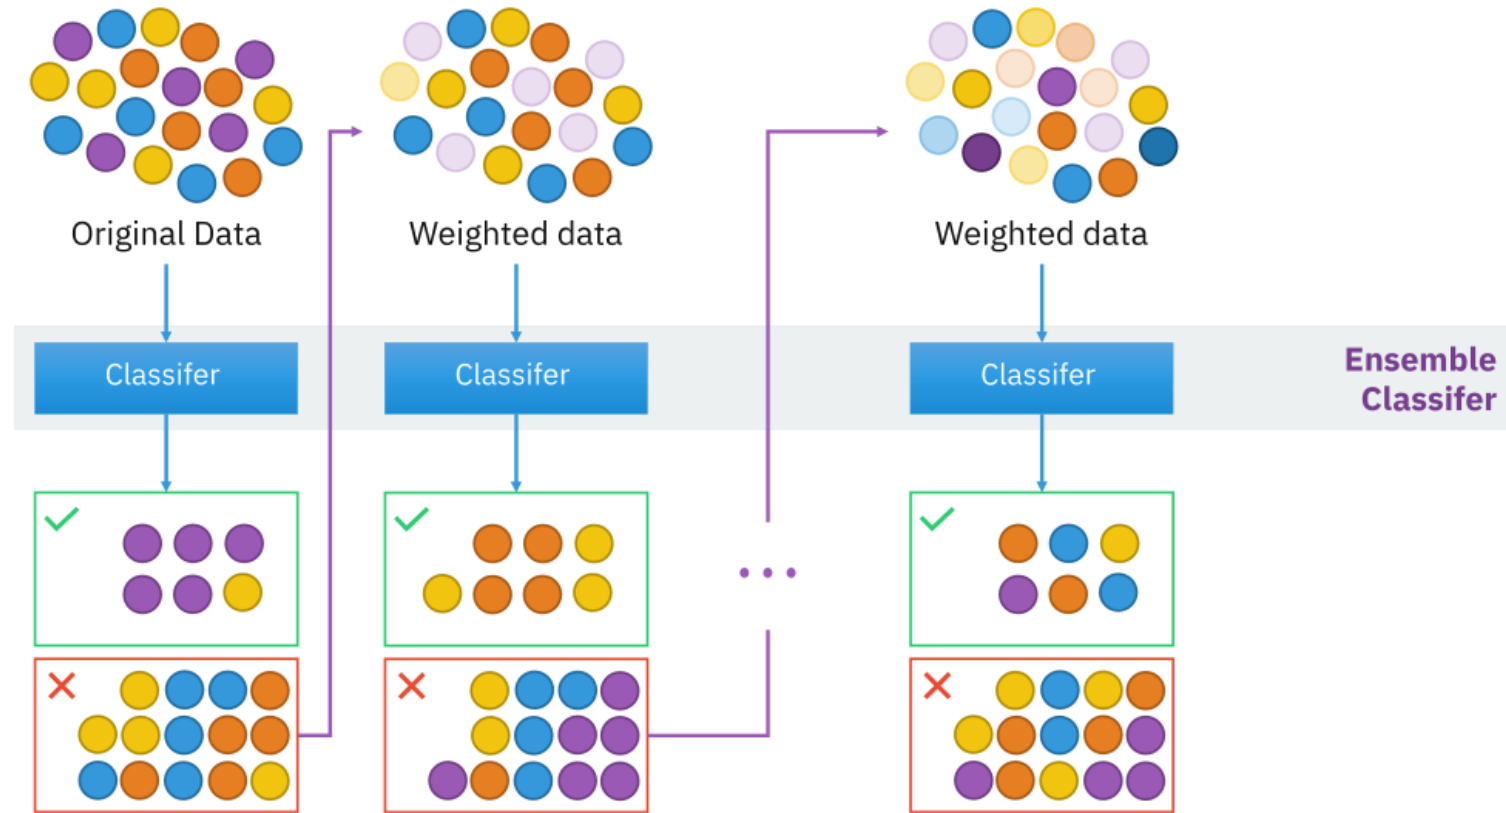 Original Data
Weighted data
Weighted data
Classifer
Classifer
Classifer
Ensemble
Classifer